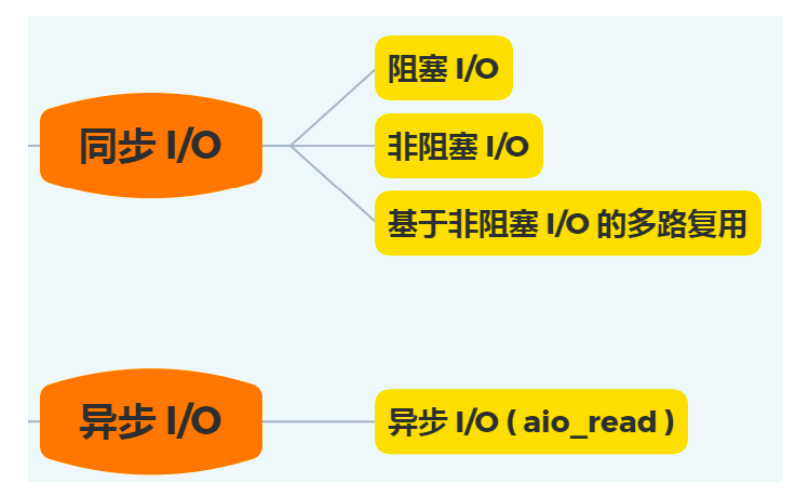 同步 I/O
阻塞 I/O
非阻塞 I/O
基于非阻塞 I/O 的多路复用
异步 I/O
异步 I/O ( aio_read )